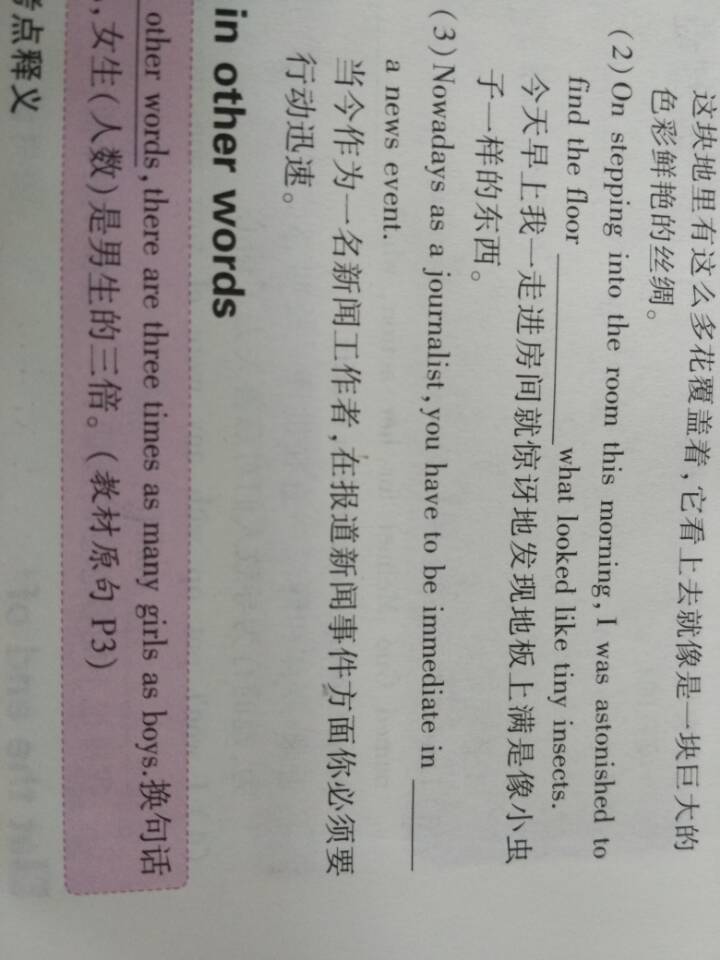 这块地里有这么多花覆盖着,它看上去就像是一块巨大的
色彩鲜艳的丝绸。
(2)On stepping into the room this morning,I was astonished to
find the floor ________ what looked like tiny insects.
今天早上我一走进房间就惊讶地发现地板上满是像小虫
子一样的东西。
(3)Nowadays as a journalist,you have to be immediate in ____
a news event.
当今作为一名新闻工作者,在报道新闻事件方面你必须要
行动迅速。
in other words
other words,there are three times as many girls as boys.换句话
,女生(人数)是男生的三倍。(教材原句 P3)
点释义